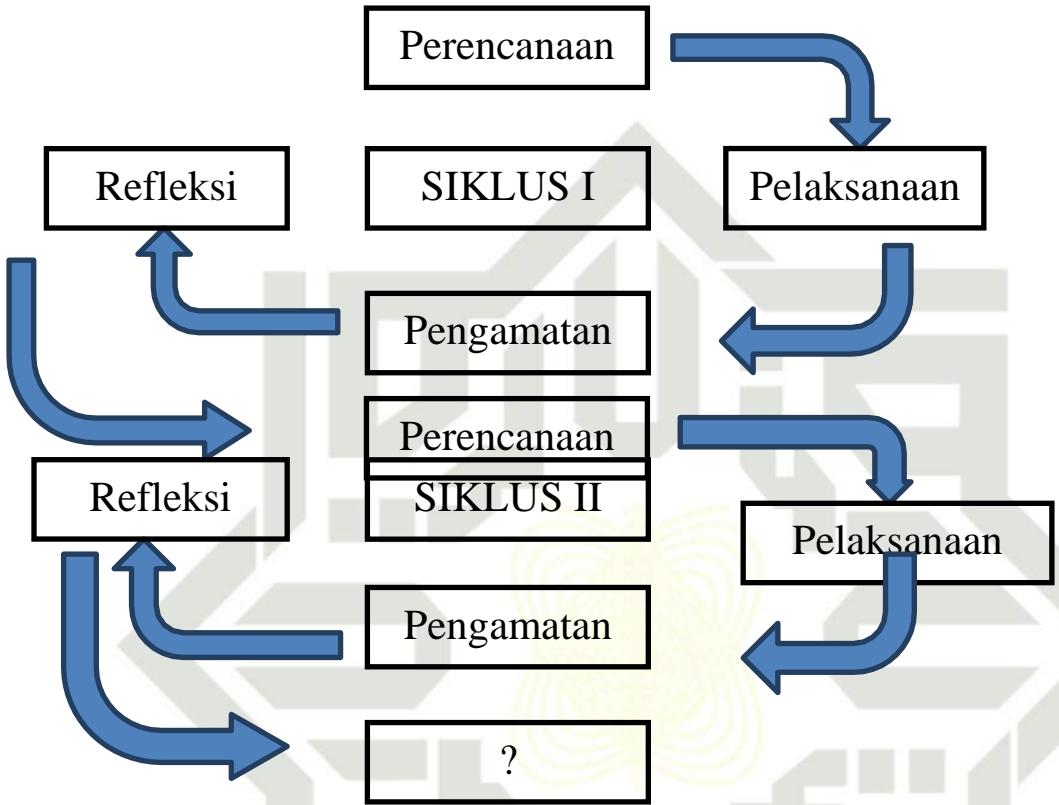 Perencanaan
Refleksi
SIKLUS I
Pelaksanaan
Pengamatan
Perencanaan
Refleksi
SIKLUS II
Pelaksanaan
Pengamatan
?